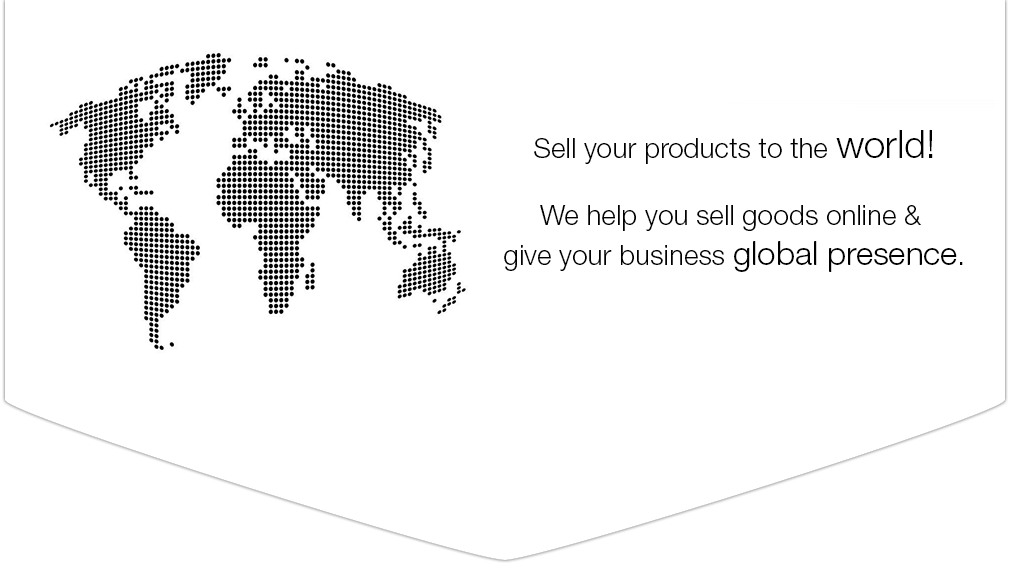 Sell your products to the world!
We help you sell goods online &
give your business global presence.